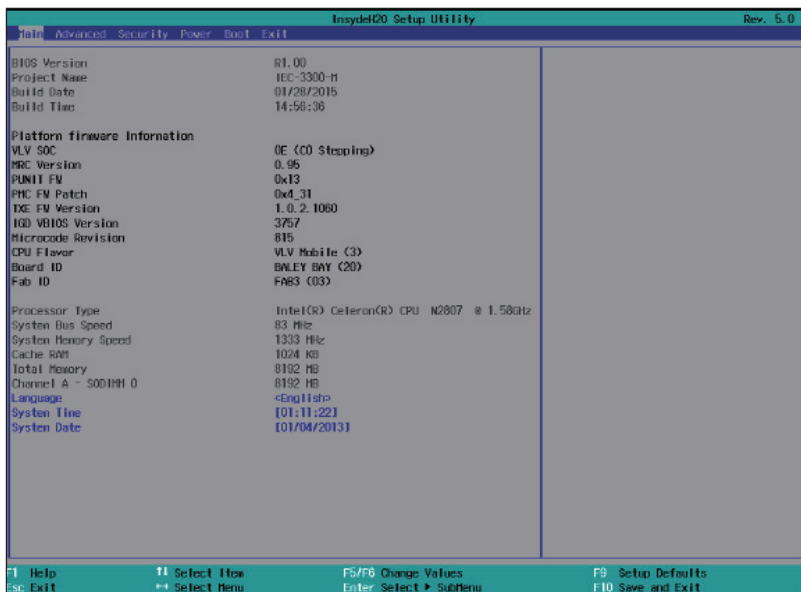 InsydeH20 Setup Utility Rev. 5.0
Main Advanced Security Power Boot Exit
BIOS Version R1.00
Project Name IEC-3300-M
Build Date 01/28/2015
Build Time 14:56:36
Platform firmware Information
VLV SOC 0E (C0 Stepping)
MRC Version 0.95
PUNIT FW 0x13
PMC FW Patch 0x4_31
TXE FW Version 1.0.2.1060
IGD VBIOS Version 3757
Microcode Revision 815
CPU Flavor VLV Mobile (3)
Board ID BALEY BAY (20)
Fab ID FAB3 (03)
Processor Type Intel(R) Celeron(R) CPU N2807 @ 1.58GHz
System Bus Speed 83 MHz
System Memory Speed 1333 MHz
Cache RAM 1024 KB
Total Memory 8192 MB
Channel A - SODIMM 0 8192 MB
Language <English>
System Time [01:11:22]
System Date [01/04/2013]
F1 Help ↑↓ Select Item F5/F6 Change Values F9 Setup Defaults
Esc Exit ↔ Select Menu Enter Select ▶ SubMenu F10 Save and Exit